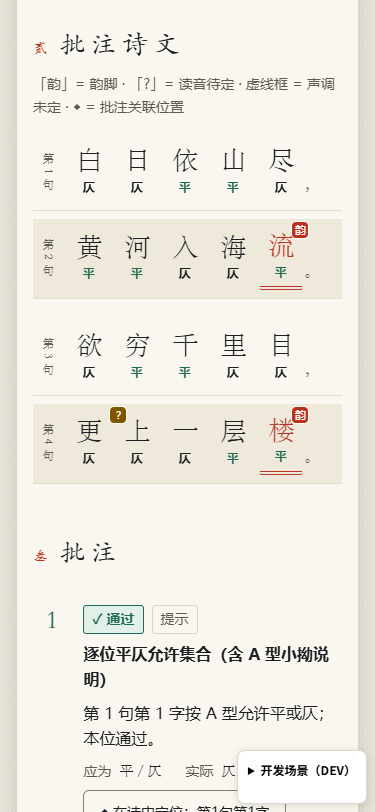 贰 批注诗文
「韵」= 韵脚 · 「?」= 读音待定 · 虚线框 = 声调
未定 · ◆ = 批注关联位置
第1句 白 日 依 山 尽 ，
仄 仄 平 平 仄
第2句 黄 河 入 海 流 韵 。
平 平 仄 仄 平
第3句 欲 穷 千 里 目 ，
仄 平 平 仄 仄
第4句 更 ? 上 一 层 楼 韵 。
仄 仄 仄 平 平
叁 批注
1 ✓ 通过 提示
逐位平仄允许集合（含 A 型小拗说
明）
第 1 句第 1 字按 A 型允许平或仄；
本位通过。
应为 平 / 仄 实际 仄
▶ 开发场景（DEV）
◆ 在诗中定位：第1句第1字